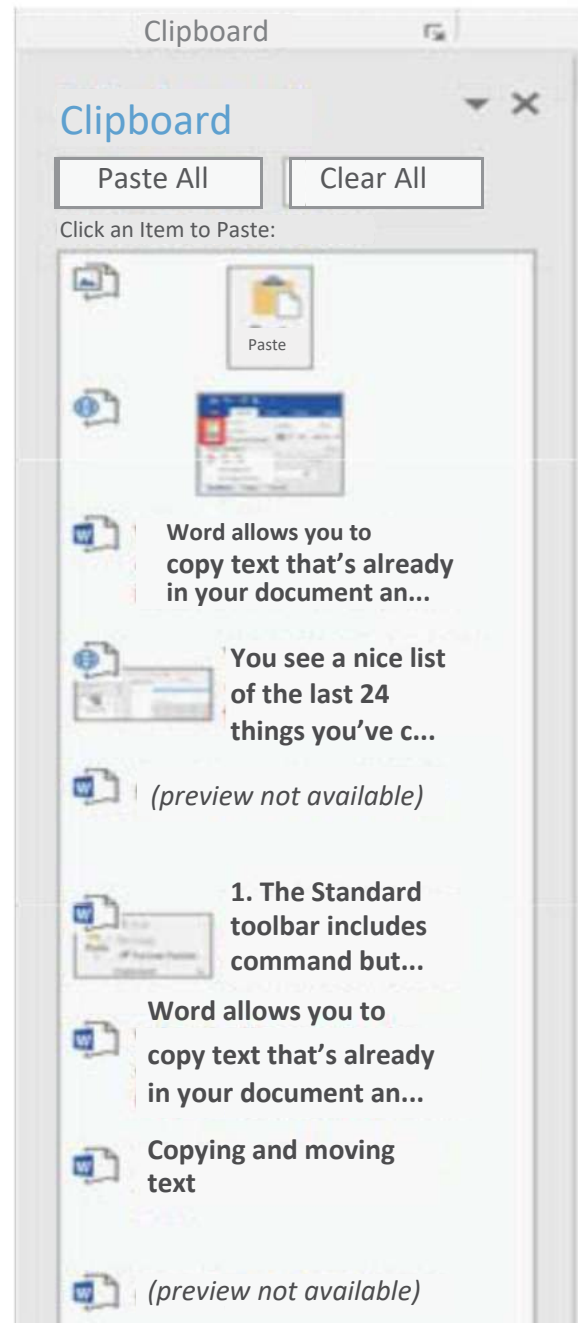 Clipboard
Clipboard
Paste All Clear All
Click an Item to Paste:
Paste
Word allows you to
copy text that’s already
in your document an...
You see a nice list
of the last 24
things you’ve c...
(preview not available)
1. The Standard
toolbar includes
command but...
Word allows you to
copy text that’s already
in your document an...
Copying and moving
text
(preview not available)